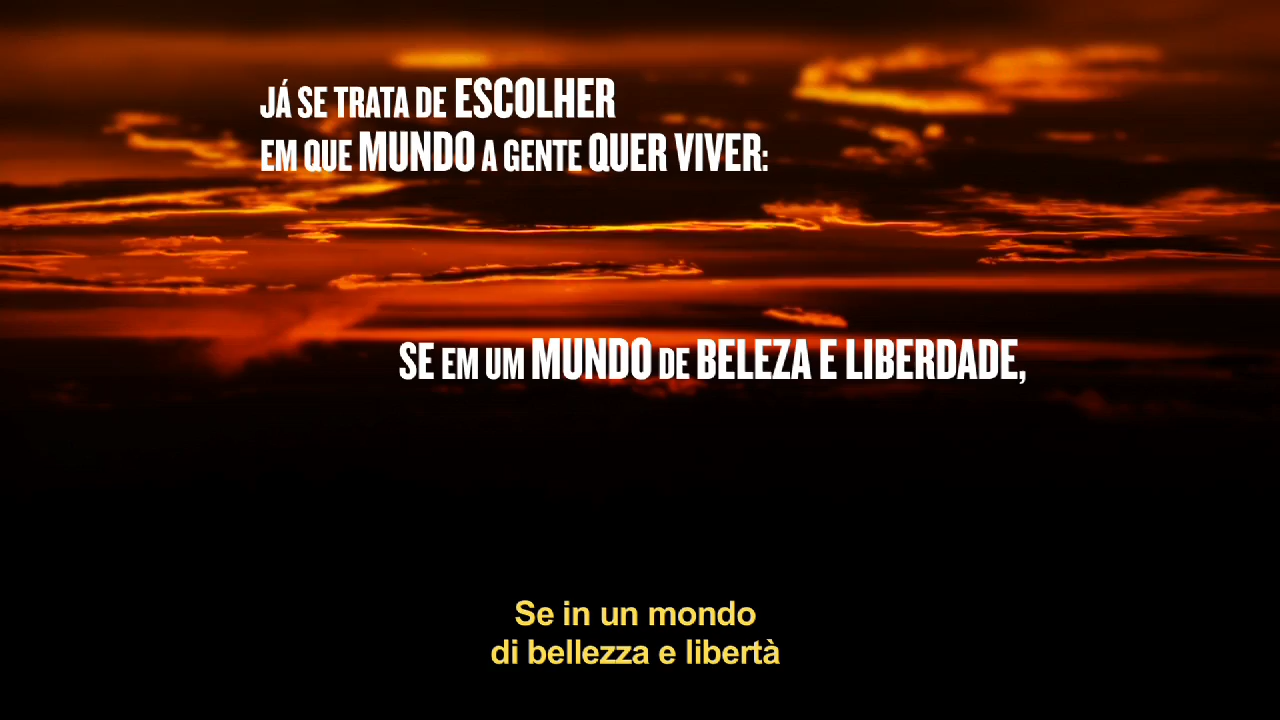 JÁ SE TRATA DE ESCOLHER
EM QUE MUNDO A GENTE QUER VIVER:
SE EM UM MUNDO DE BELEZA E LIBERDADE,
Se in un mondo
di bellezza e libertà